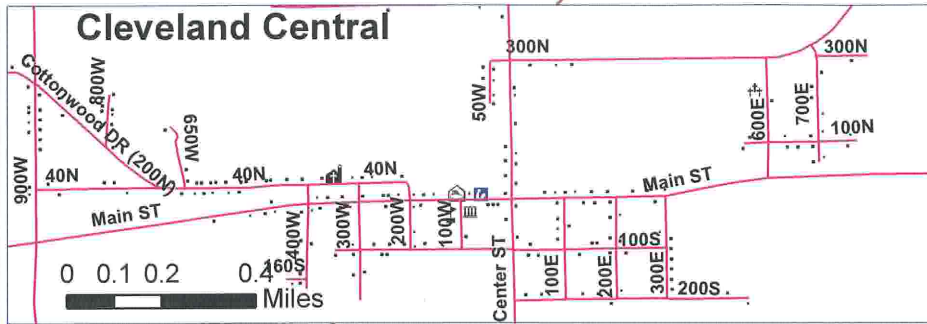 Cleveland Central
300N
300N
Cottonwood DR (200N)
800W
650W
50W
600E
700E
100N
900W
40N
40N
40N
Main ST
Main ST
400W
300W
200W
100W
Center ST
100E
200E
300E
100S
160S
200S
0 0.1 0.2 0.4
Miles